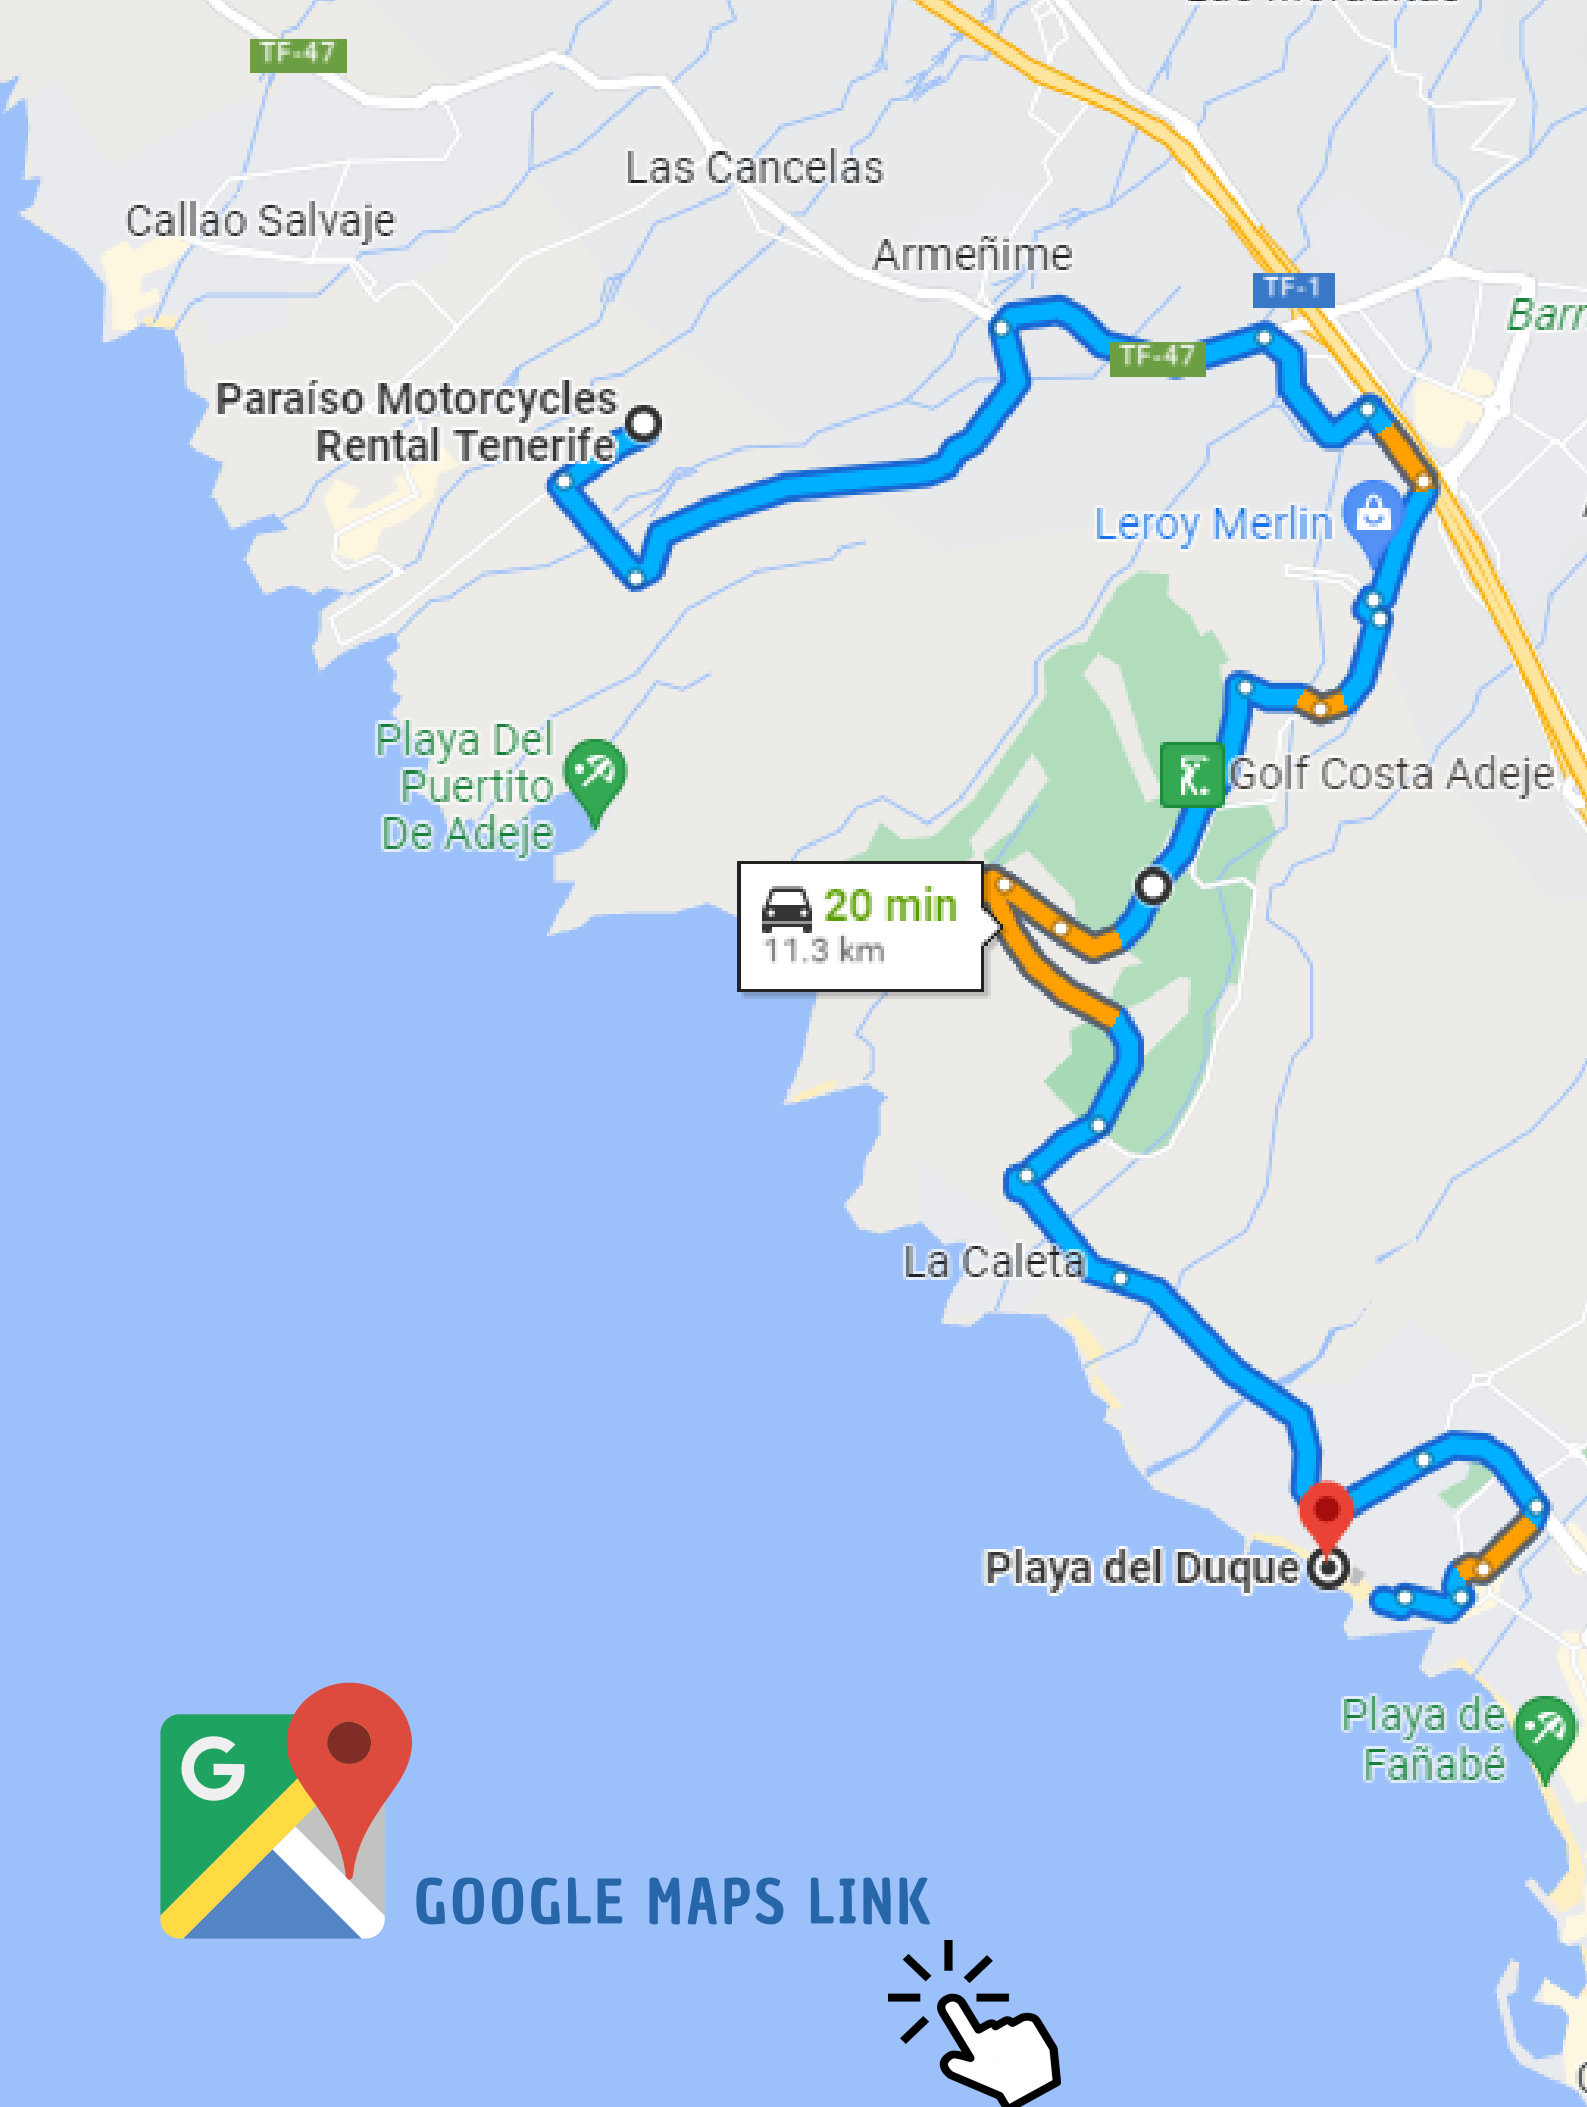 TF-47
Las Cancelas
Callao Salvaje
Armeñime
TF-1
Barr
TF-47
Paraíso Motorcycles
Rental Tenerife
Leroy Merlin
Playa Del
Puertito
De Adeje
Golf Costa Adeje
20 min
11.3 km
La Caleta
Playa del Duque
Playa de
Fañabé
G
GOOGLE MAPS LINK